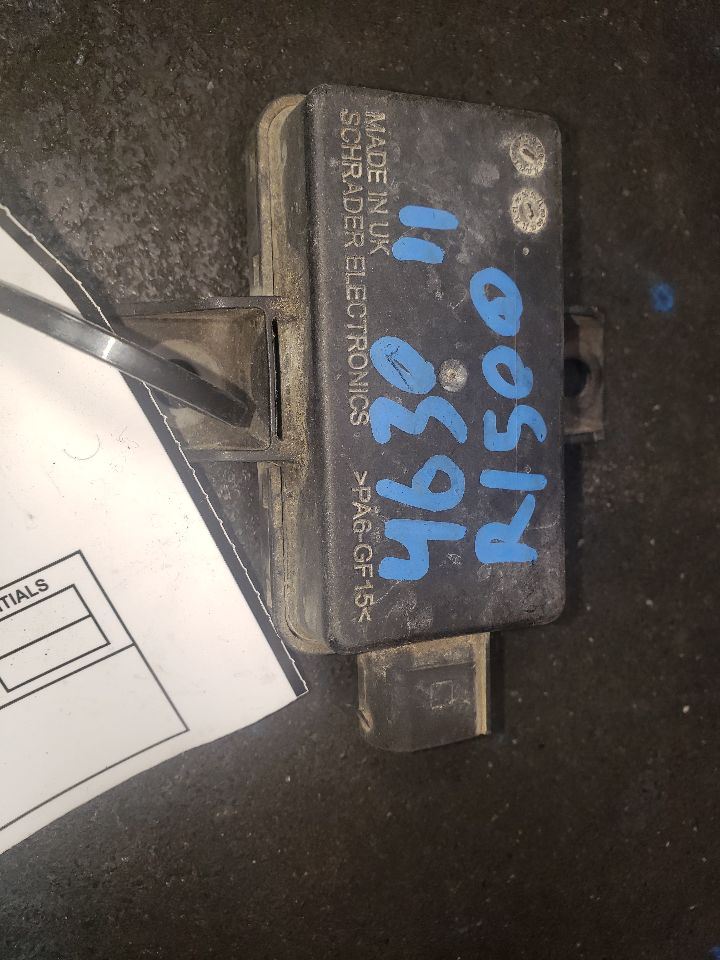 MADE IN UK
SCHRADER ELECTRONICS
>PA6-GF15<
4630 11
R1500
ITIALS